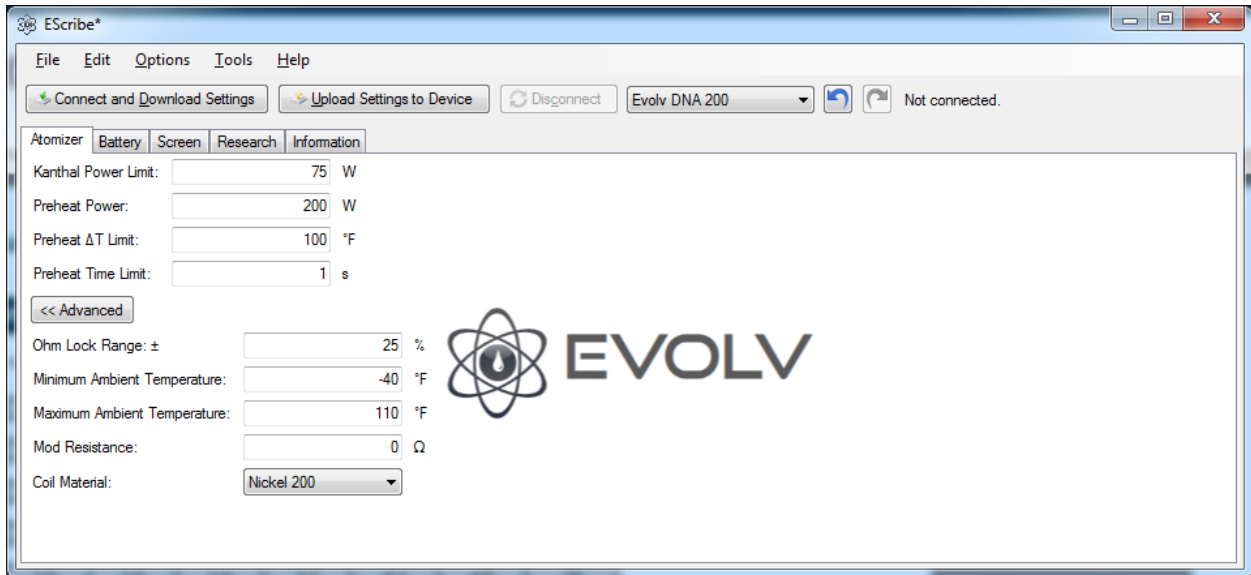 EScribe*
File Edit Options Tools Help
Connect and Download Settings Upload Settings to Device Disconnect Evolv DNA 200 Not connected.
Atomizer Battery Screen Research Information
Kanthal Power Limit: 75 W
Preheat Power: 200 W
Preheat ΔT Limit: 100 °F
Preheat Time Limit: 1 s
<< Advanced
Ohm Lock Range: ± 25 %
Minimum Ambient Temperature: -40 °F
Maximum Ambient Temperature: 110 °F
Mod Resistance: 0 Ω
Coil Material: Nickel 200
EVOLV